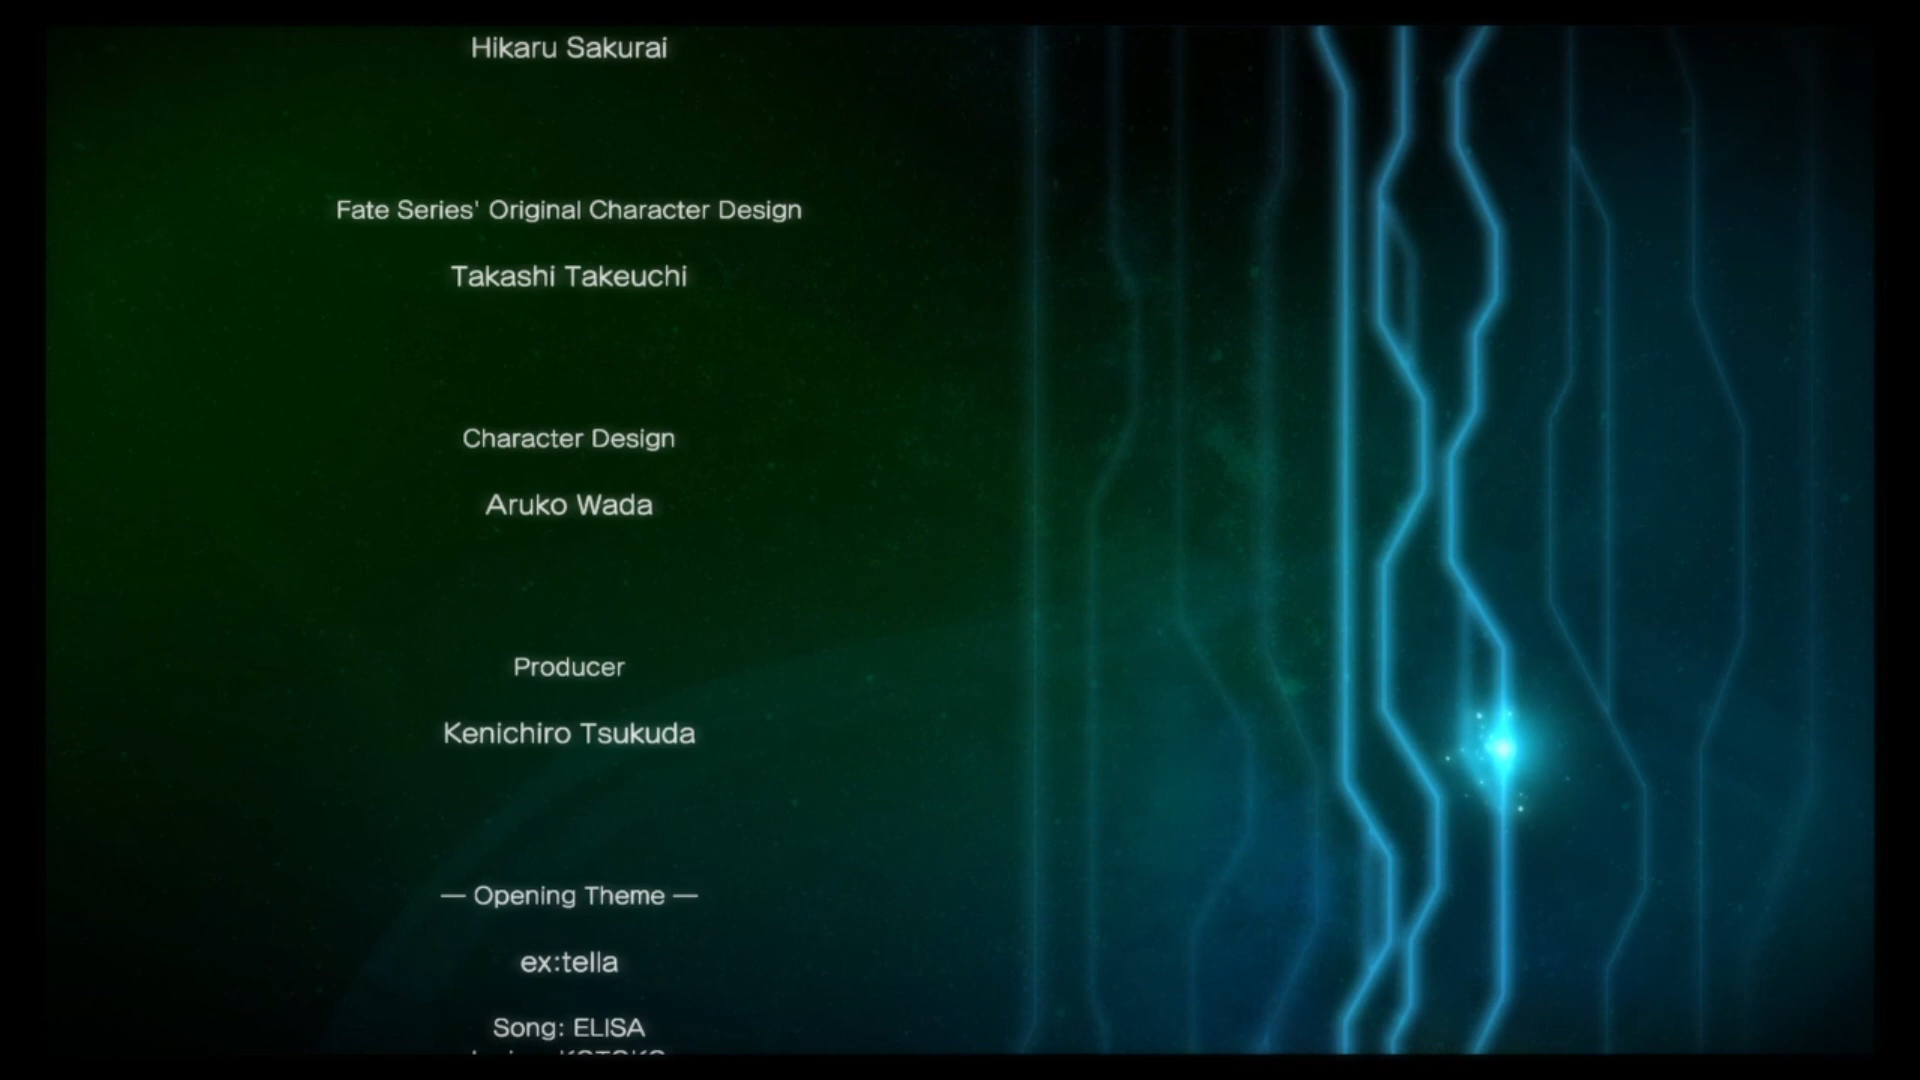 Hikaru Sakurai
Fate Series' Original Character Design
Takashi Takeuchi
Character Design
Aruko Wada
Producer
Kenichiro Tsukuda
— Opening Theme —
ex:tella
Song: ELISA